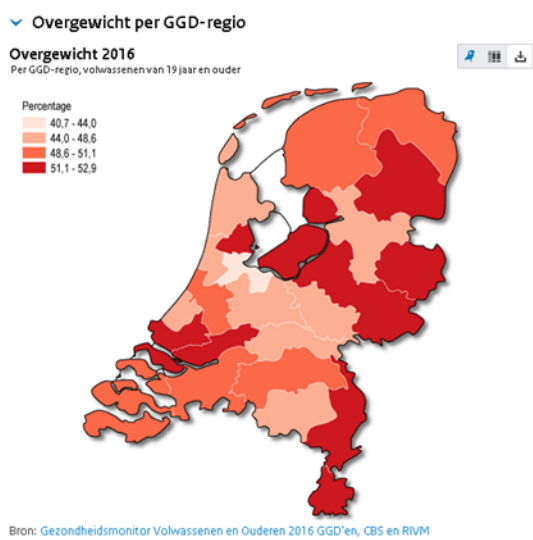 Overgewicht per GGD-regio
Overgewicht 2016
Per GGD-regio, volwassenen van 19 jaar en ouder
Percentage
40,7 - 44,0
44,0 - 48,6
48,6 - 51,1
51,1 - 52,9
Bron: Gezondheidsmonitor Volwassenen en Ouderen 2016 GGD'en, CBS en RIVM